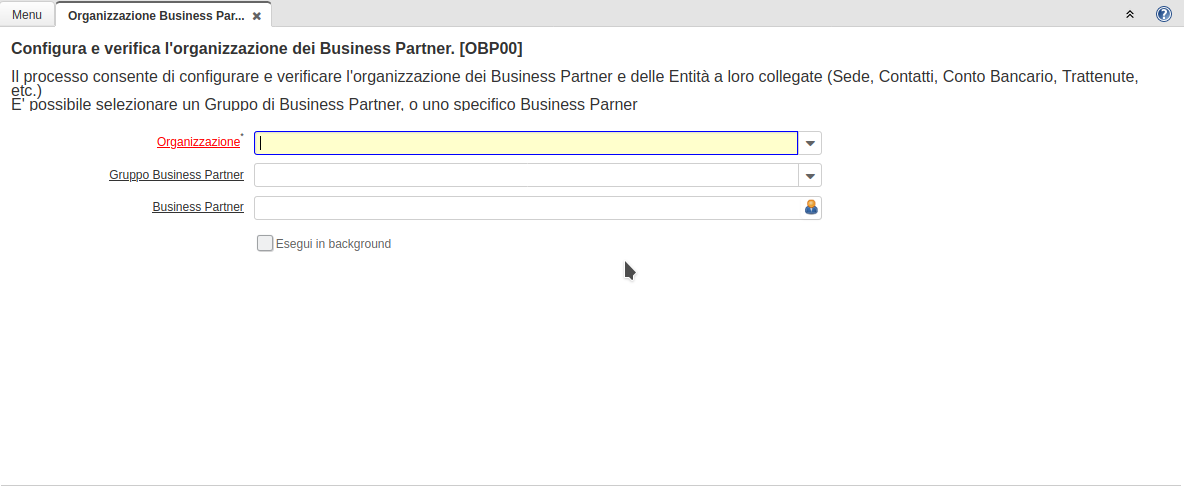 Menu
Organizzazione Business Par...
Configura e verifica l'organizzazione dei Business Partner. [OBP00]
Il processo consente di configurare e verificare l'organizzazione dei Business Partner e delle Entità a loro collegate (Sede, Contatti, Conto Bancario, Trattenute,
etc.)
E' possibile selezionare un Gruppo di Business Partner, o uno specifico Business Parner
Organizzazione*
Gruppo Business Partner
Business Partner
Esegui in background